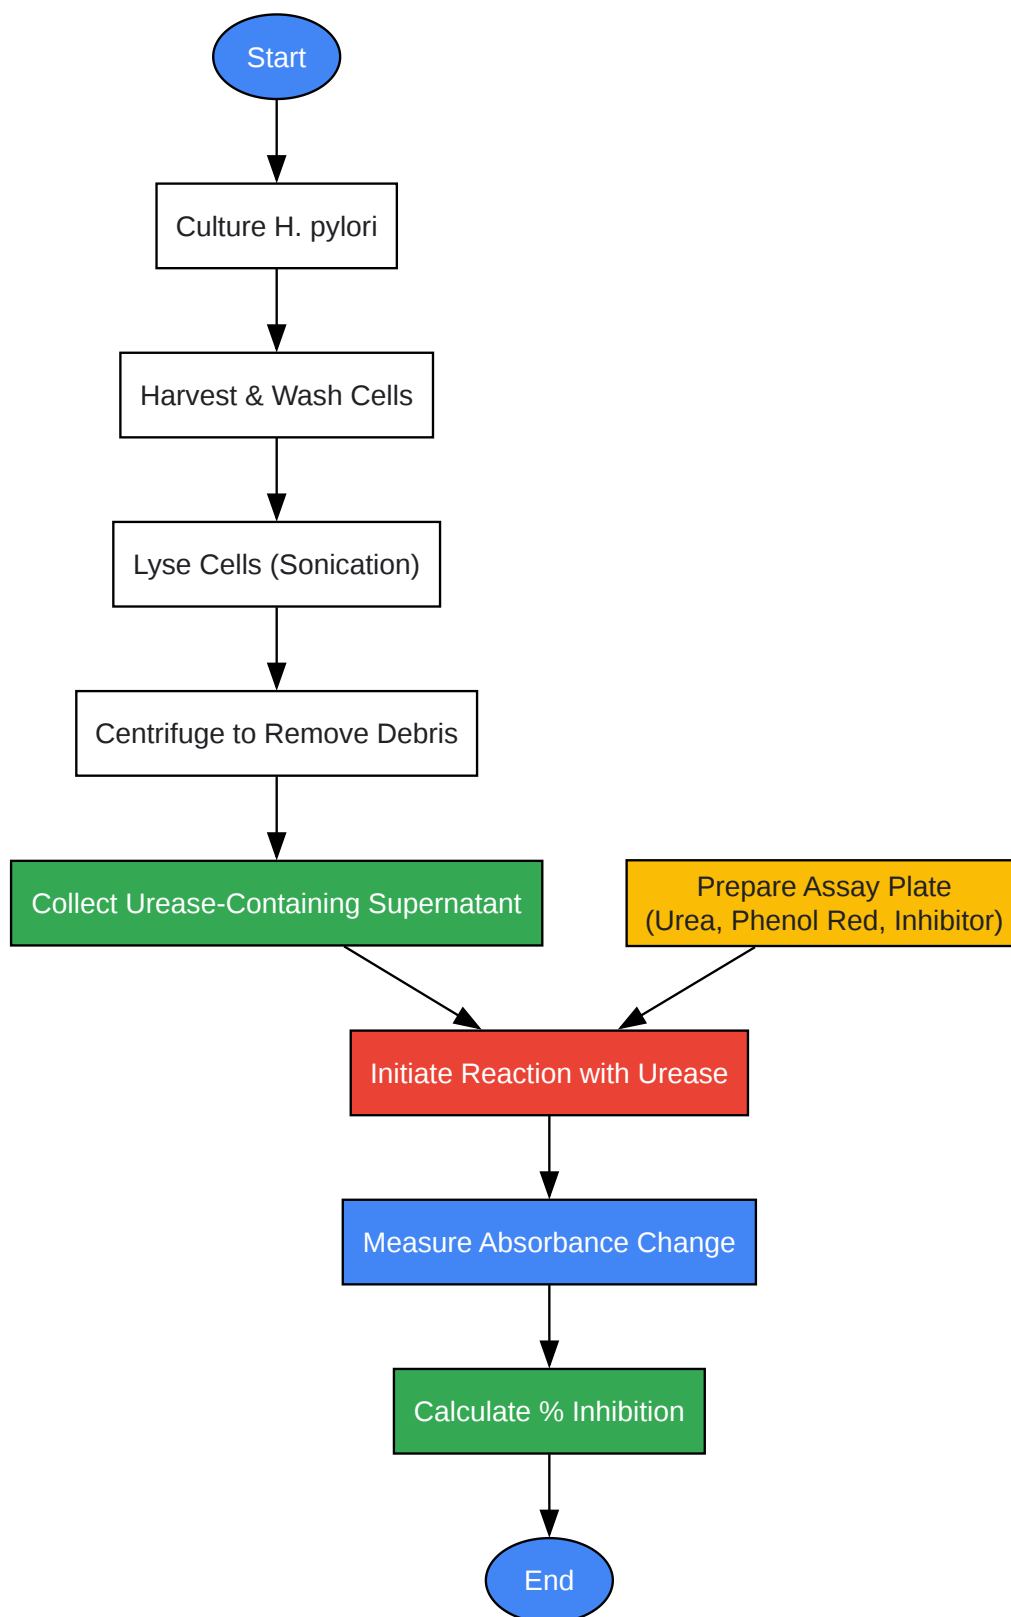 Start
Culture H. pylori
Harvest & Wash Cells
Lyse Cells (Sonication)
Centrifuge to Remove Debris
Collect Urease-Containing Supernatant
Prepare Assay Plate
(Urea, Phenol Red, Inhibitor)
Initiate Reaction with Urease
Measure Absorbance Change
Calculate % Inhibition
End